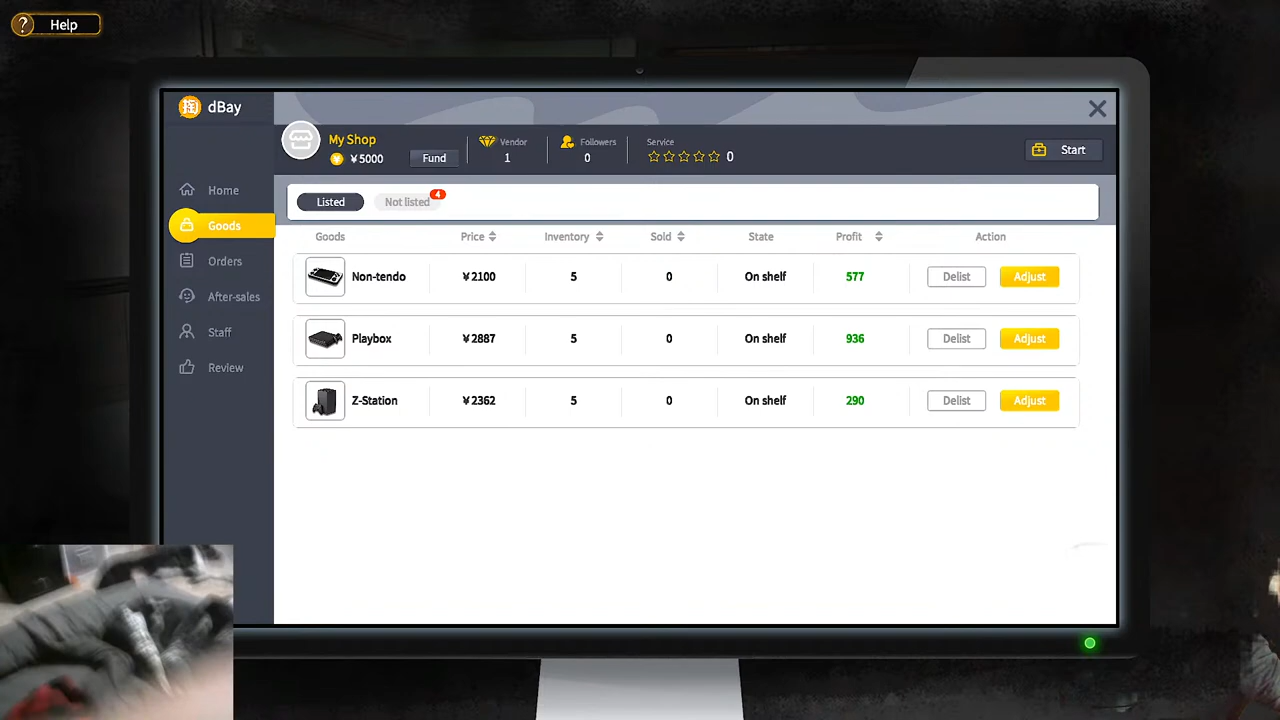 ? Help
淘 dBay
My Shop
¥5000
Fund
Vendor
1
Followers
0
Service
0
Start
Home
Goods
Orders
After-sales
Staff
Review
Listed
Not listed
4
Goods Price Inventory Sold State Profit Action
Non-tendo ¥2100 5 0 On shelf 577 Delist Adjust
Playbox ¥2887 5 0 On shelf 936 Delist Adjust
Z-Station ¥2362 5 0 On shelf 290 Delist Adjust